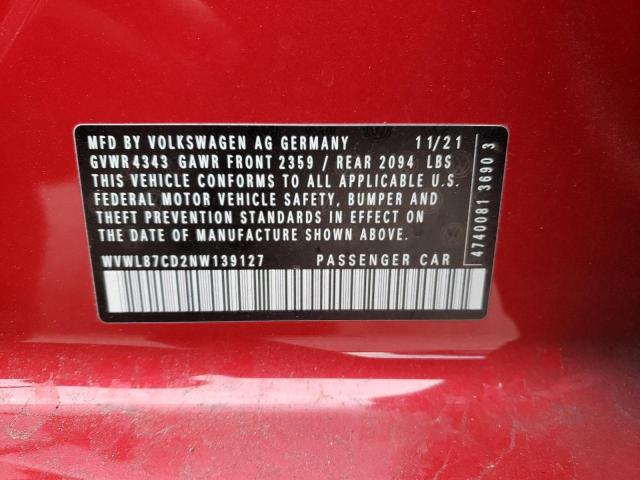 MFD BY VOLKSWAGEN AG GERMANY 11/21
GVWR 4343 GAWR FRONT 2359 / REAR 2094 LBS
THIS VEHICLE CONFORMS TO ALL APPLICABLE U.S.
FEDERAL MOTOR VEHICLE SAFETY, BUMPER AND
THEFT PREVENTION STANDARDS IN EFFECT ON
THE DATE OF MANUFACTURE SHOWN ABOVE.
WVWL87CD2NW139127 PASSENGER CAR
4740081 3690 3